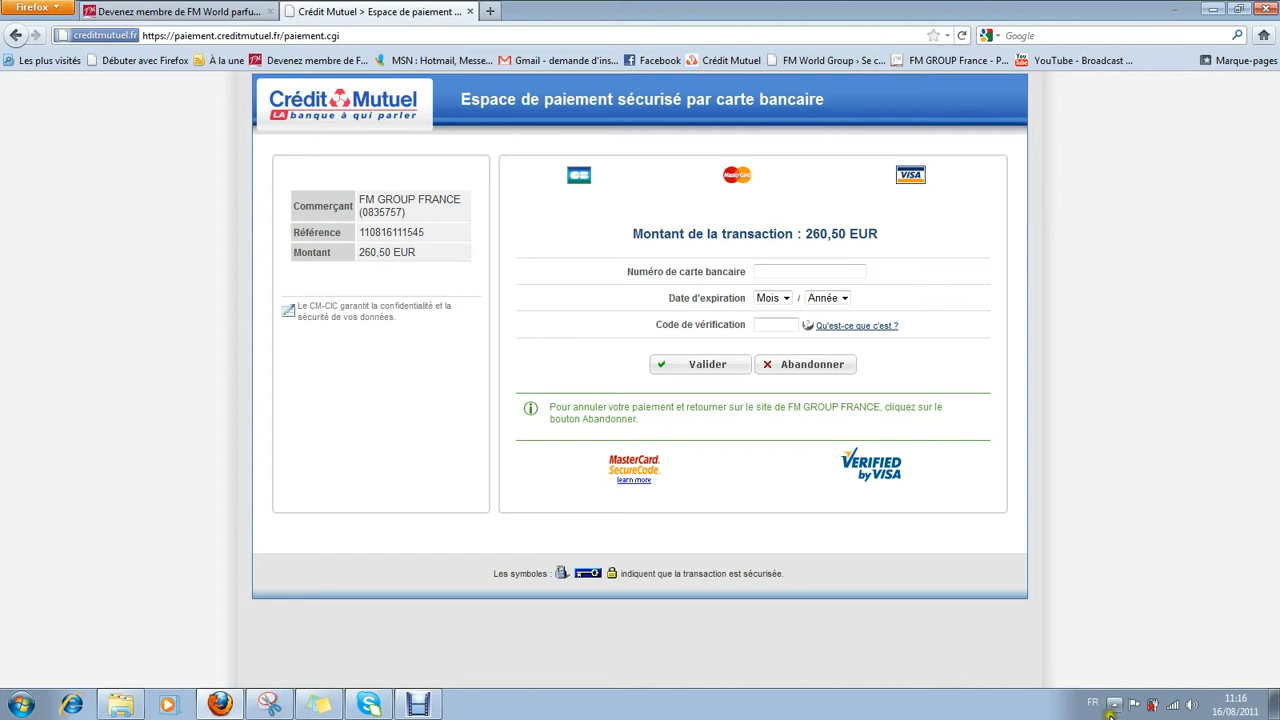 Firefox
Devenez membre de FM World parfu...
Crédit Mutuel > Espace de paiement ...
creditmutuel.fr
https://paiement.creditmutuel.fr/paiement.cgi
Google
Les plus visités
Débuter avec Firefox
À la une
Devenez membre de F...
MSN : Hotmail, Messe...
Gmail - demande d'ins...
Facebook
Crédit Mutuel
FM World Group › Se c...
FM GROUP France - P...
YouTube - Broadcast ...
Marque-pages
Crédit Mutuel
LA banque à qui parler
Espace de paiement sécurisé par carte bancaire
Commerçant
FM GROUP FRANCE
(0835757)
Référence
110816111545
Montant
260,50 EUR
Le CM-CIC garantit la confidentialité et la
sécurité de vos données.
CB
MasterCard
VISA
Montant de la transaction : 260,50 EUR
Numéro de carte bancaire
Date d'expiration
Mois
/
Année
Code de vérification
Qu'est-ce que c'est ?
Valider
Abandonner
Pour annuler votre paiement et retourner sur le site de FM GROUP FRANCE, cliquez sur le
bouton Abandonner.
MasterCard.
SecureCode.
learn more
VERIFIED
by VISA
Les symboles :
indiquent que la transaction est sécurisée.
FR
11:16
16/08/2011